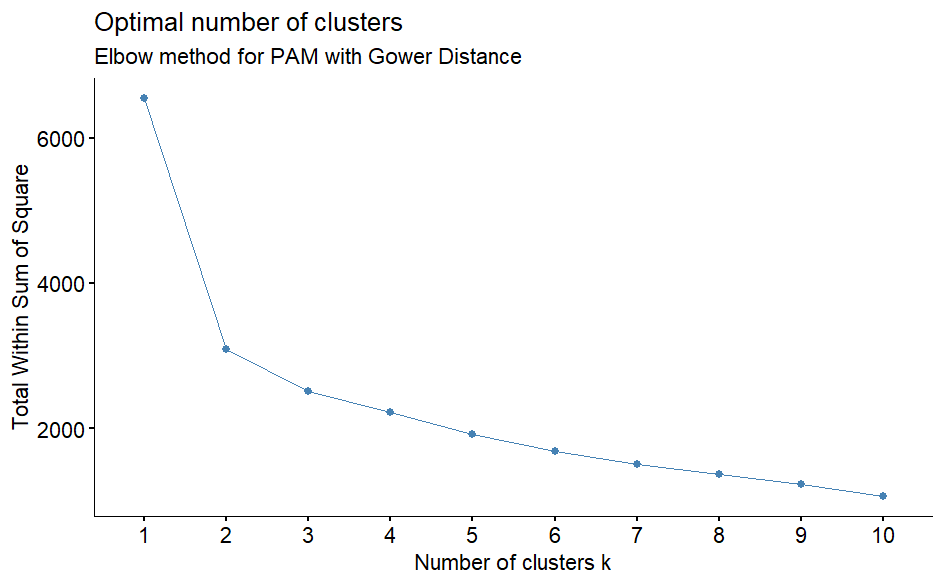 Optimal number of clusters
Elbow method for PAM with Gower Distance
Total Within Sum of Square
6000
4000
2000
1 2 3 4 5 6 7 8 9 10
Number of clusters k